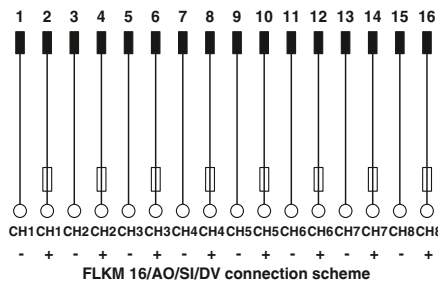 1 2 3 4 5 6 7 8 9 10 11 12 13 14 15 16
CH1 CH1 CH2 CH2 CH3 CH3 CH4 CH4 CH5 CH5 CH6 CH6 CH7 CH7 CH8 CH8
- + - + - + - + - + - + - + - +
FLKM 16/AO/SI/DV connection scheme